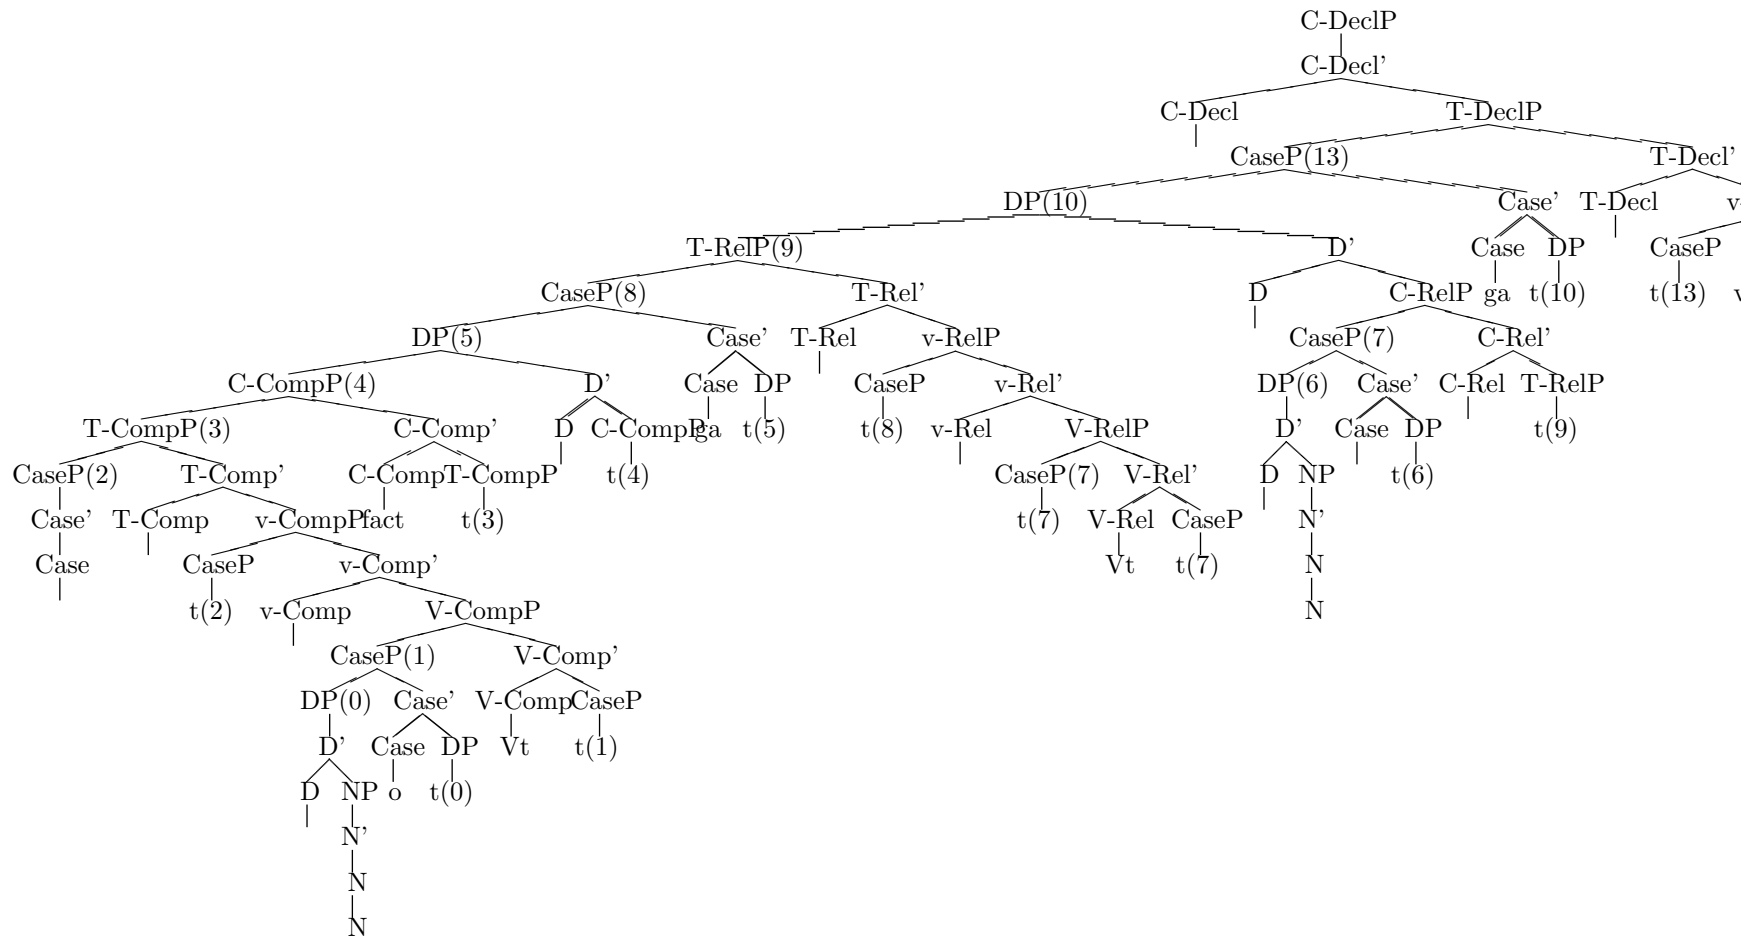 C-DeclP
C-Decl’
C-Decl T-DeclP
CaseP(13) T-Decl’
DP(10) Case’ T-Decl v-
T-RelP(9) D’ Case DP CaseP
CaseP(8) T-Rel’ D C-RelP ga t(10) t(13) v
DP(5) Case’ T-Rel v-RelP CaseP(7) C-Rel’
C-CompP(4) D’ Case DP CaseP v-Rel’ DP(6) Case’ C-Rel T-RelP
T-CompP(3) C-Comp’ D C-CompP ga t(5) t(8) v-Rel V-RelP D’ Case DP t(9)
CaseP(2) T-Comp’ C-Comp T-CompP t(4) CaseP(7) V-Rel’ D NP t(6)
Case’ T-Comp v-CompP fact t(3) t(7) V-Rel CaseP N’
Case CaseP v-Comp’ Vt t(7) N
t(2) v-Comp V-CompP N
CaseP(1) V-Comp’
DP(0) Case’ V-Comp CaseP
D’ Case DP Vt t(1)
D NP o t(0)
N’
N
N